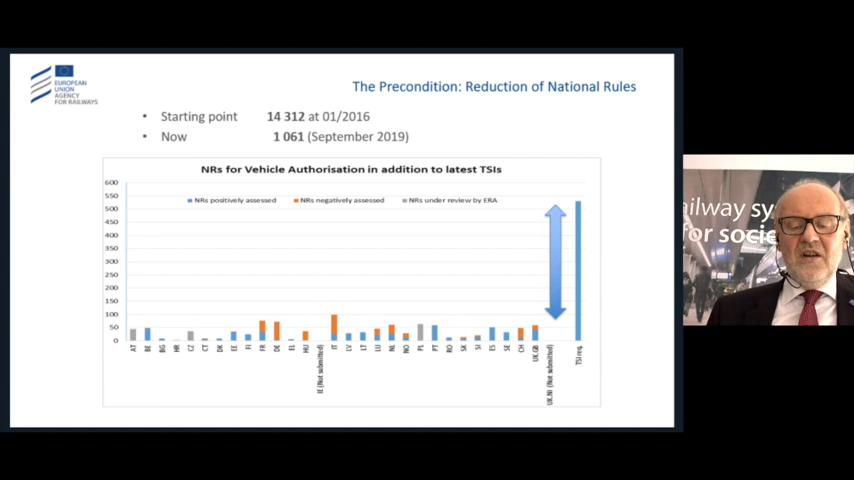 EUROPEAN
UNION
AGENCY
FOR RAILWAYS
The Precondition: Reduction of National Rules
• Starting point 14 312 at 01/2016
• Now 1 061 (September 2019)
NRs for Vehicle Authorisation in addition to latest TSIs
NRs positively assessed NRs negatively assessed NRs under review by ERA
600
550
500
450
400
350
300
250
200
150
100
50
0
AT BE BG HR CZ CT DK EE FI FR DE EL HU IE (Not submitted) IT LV LT LU NL NO PL PT RO SK SI ES SE CH UK.GB UK.NI (Not submitted) TSI req.
ailway sy
for socie